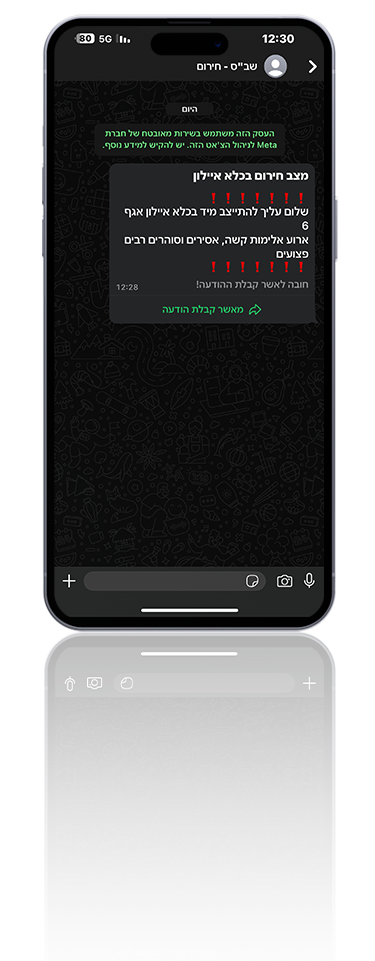 80 5G 12:30
שב"ס - חירום
היום
העסק הזה משתמש בשירות מאובטח של חברת
Meta לניהול הצ'אט הזה. יש להקיש למידע נוסף.
מצב חירום בכלא איילון
❗❗❗❗❗❗❗
שלום עליך להתייצב מיד בכלא איילון אגף
6
ארוע אלימות קשה, אסירים וסוהרים רבים
פצועים
❗❗❗❗❗❗❗
חובה לאשר קבלת ההודעה!
12:28
מאשר קבלת הודעה